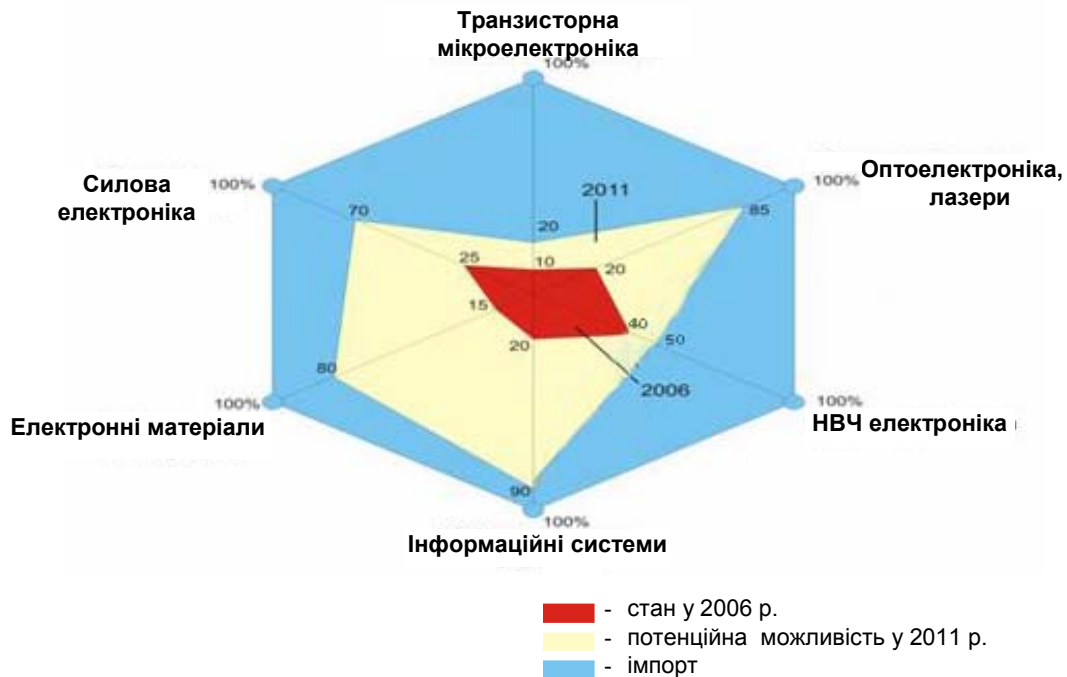 Транзисторна
мікроелектроніка
100%
Силова
електроніка
100%
100%
Оптоелектроніка,
лазери
2011
70
85
20
25
10
20
15
40
50
20
80
2006
100%
100%
Електронні матеріали
НВЧ електроніка
90
100%
Інформаційні системи
- стан у 2006 р.
- потенційна можливість у 2011 р.
- імпорт